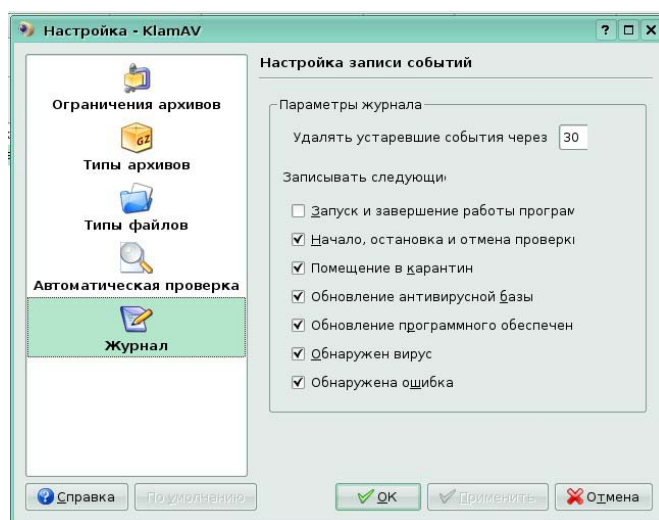 Настройка - KlamAV
Ограничения архивов
GZ
Типы архивов
Типы файлов
Автоматическая проверка
Журнал
Настройка записи событий
Параметры журнала
Удалять устаревшие события через 30
Записывать следующи
Запуск и завершение работы програм
Начало, остановка и отмена проверк
Помещение в карантин
Обновление антивирусной базы
Обновление программного обеспечен
Обнаружен вирус
Обнаружена ошибка
Справка
По умолчанию
OK
Применить
Отмена